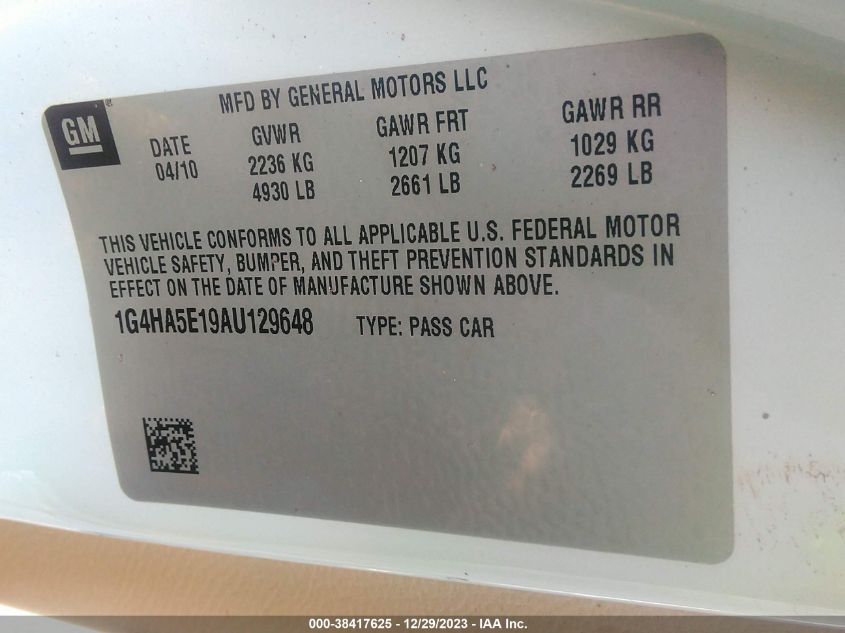 MFD BY GENERAL MOTORS LLC
GM®
DATE GVWR GAWR FRT GAWR RR
04/10 2236 KG 1207 KG 1029 KG
4930 LB 2661 LB 2269 LB
THIS VEHICLE CONFORMS TO ALL APPLICABLE U.S. FEDERAL MOTOR
VEHICLE SAFETY, BUMPER, AND THEFT PREVENTION STANDARDS IN
EFFECT ON THE DATE OF MANUFACTURE SHOWN ABOVE.
1G4HA5E19AU129648 TYPE: PASS CAR
000-38417625 - 12/29/2023 - IAA Inc.